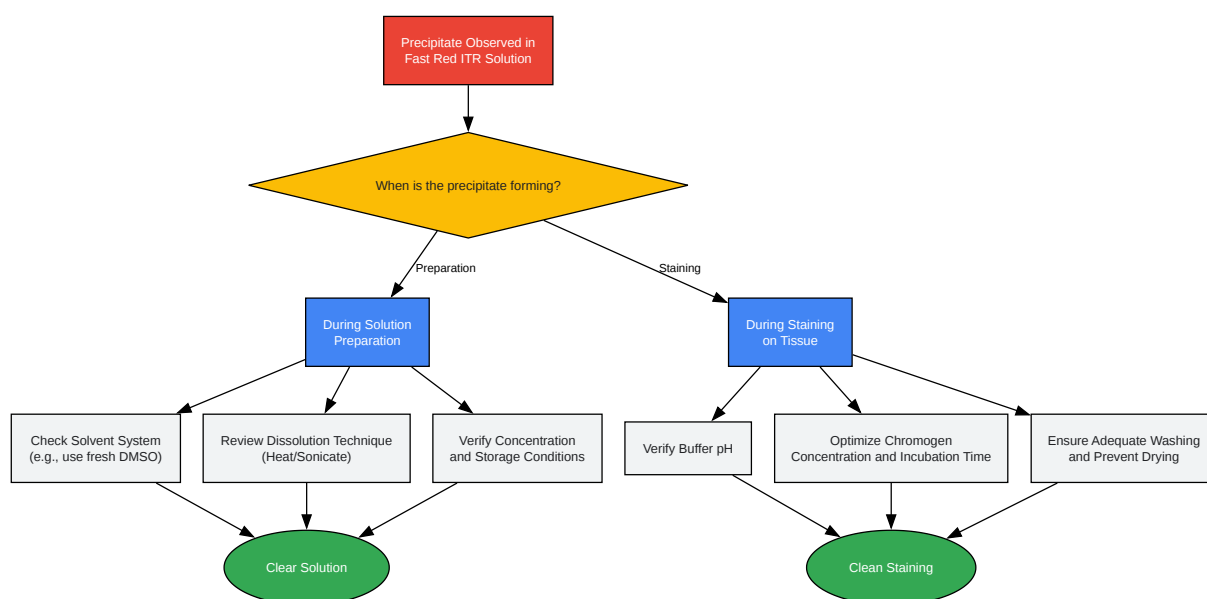 Precipitate Observed in
Fast Red ITR Solution
When is the precipitate forming?
Preparation
Staining
During Solution
Preparation
During Staining
on Tissue
Check Solvent System
(e.g., use fresh DMSO)
Review Dissolution Technique
(Heat/Sonicate)
Verify Concentration
and Storage Conditions
Verify Buffer pH
Optimize Chromogen
Concentration and Incubation Time
Ensure Adequate Washing
and Prevent Drying
Clear Solution
Clean Staining